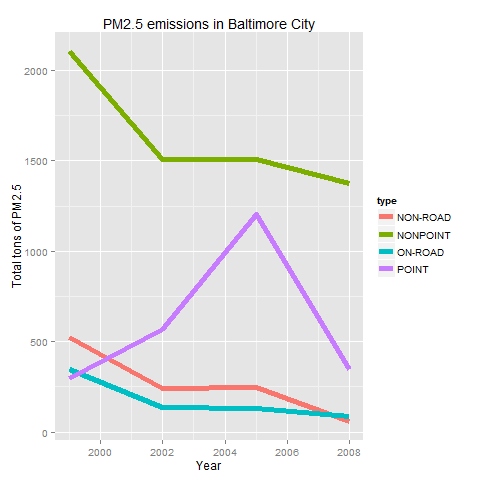 PM2.5 emissions in Baltimore City
Total tons of PM2.5
2000
1500
1000
500
0
2000
2002
2004
2006
2008
Year
type
NON-ROAD
NONPOINT
ON-ROAD
POINT